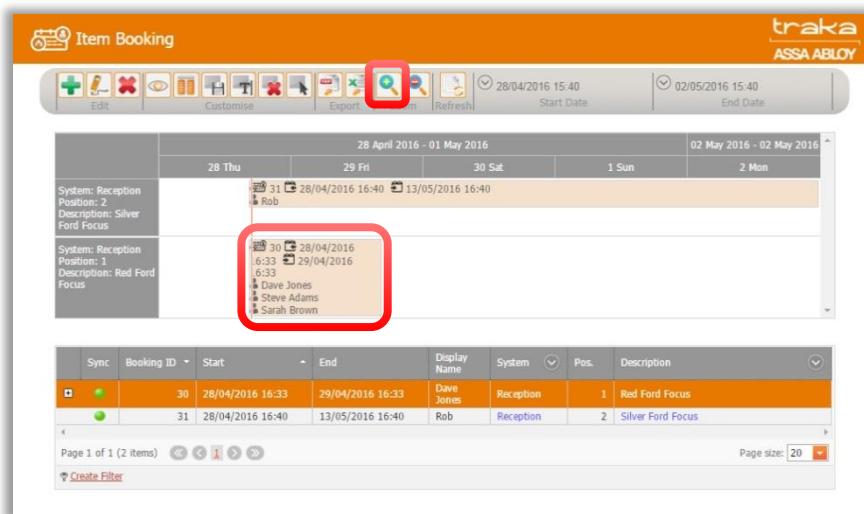 Item Booking
traka
ASSA ABLOY
Edit
Customise
Export
Refresh
28/04/2016 15:40
Start Date
02/05/2016 15:40
End Date
28 April 2016 - 01 May 2016
02 May 2016 - 02 May 2016
28 Thu
29 Fri
30 Sat
1 Sun
2 Mon
System: Reception
Position: 2
Description: Silver
Ford Focus
31 28/04/2016 16:40 13/05/2016 16:40
Rob
System: Reception
Position: 1
Description: Red Ford
Focus
30 28/04/2016
16:33 29/04/2016
16:33
Dave Jones
Steve Adams
Sarah Brown
Sync Booking ID Start End Display Name System Pos. Description
30 28/04/2016 16:33 29/04/2016 16:33 Dave Jones Reception 1 Red Ford Focus
31 28/04/2016 16:40 13/05/2016 16:40 Rob Reception 2 Silver Ford Focus
Page 1 of 1 (2 items) 1 Page size: 20
Create Filter